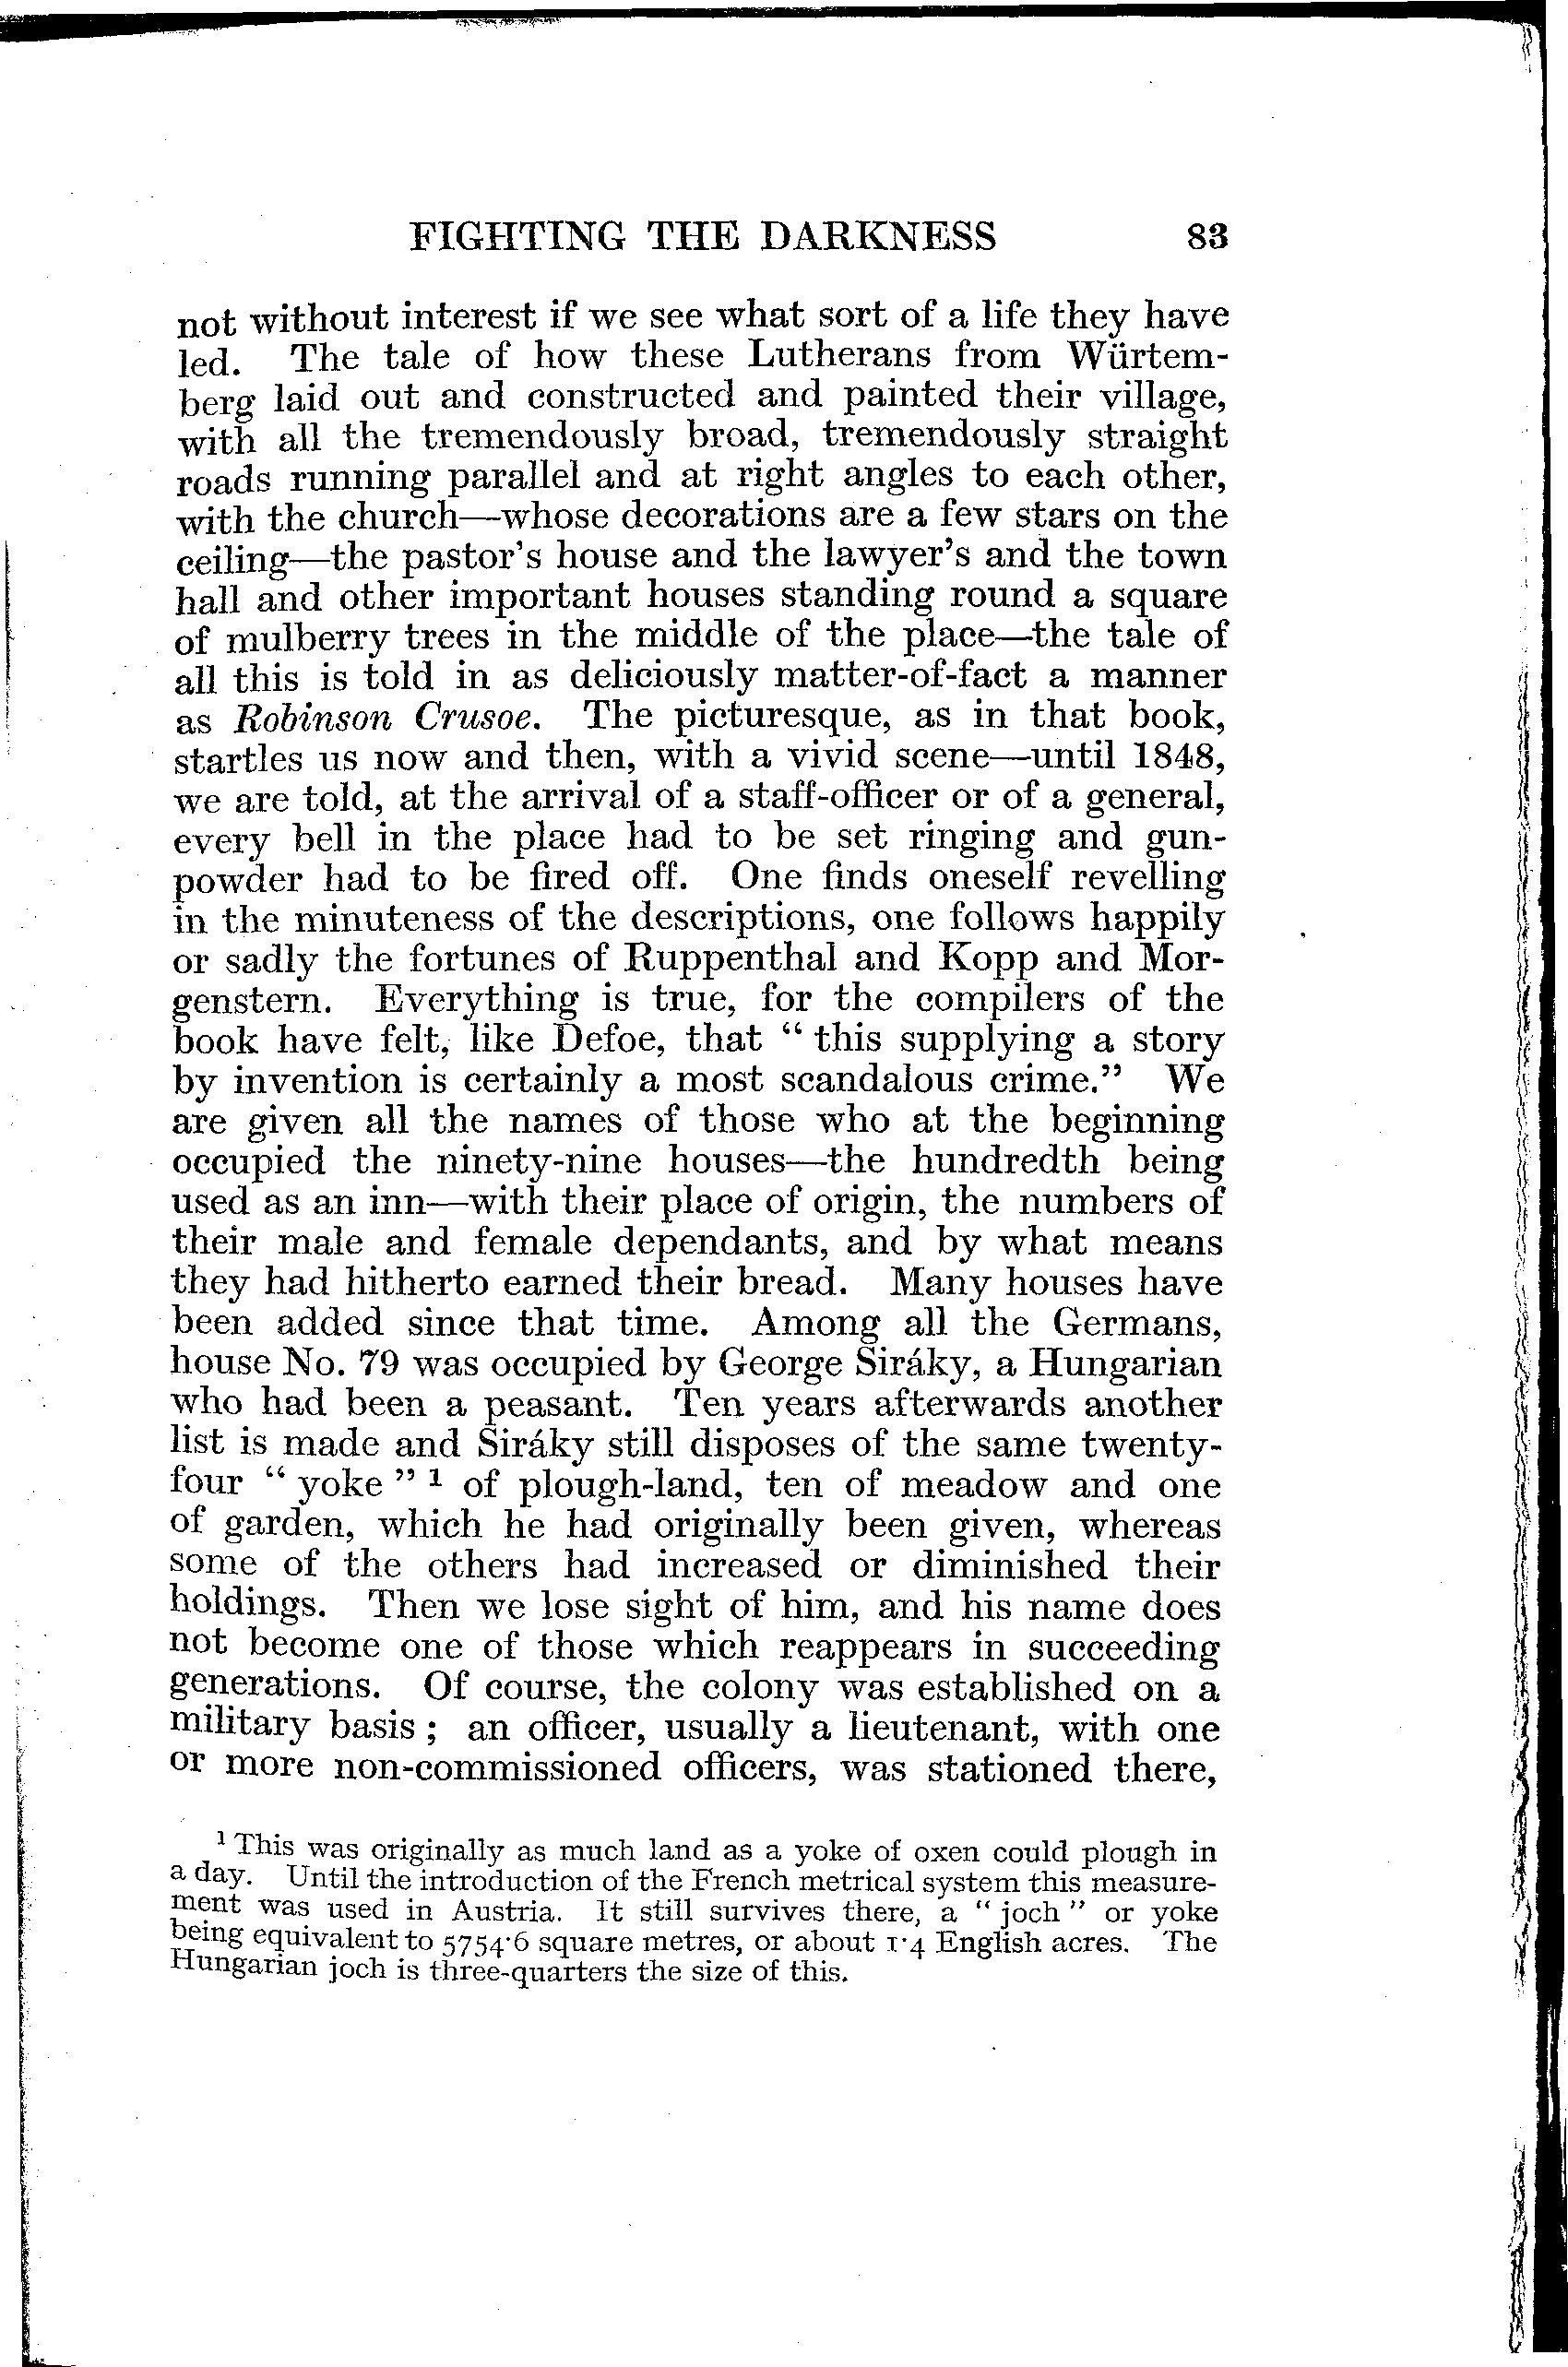 FIGHTING THE DARKNESS 83
not without interest if we see what sort of a life they have
led. The tale of how these Lutherans from Würtem-
berg laid out and constructed and painted their village,
with all the tremendously broad, tremendously straight
roads running parallel and at right angles to each other,
with the church—whose decorations are a few stars on the
ceiling—the pastor's house and the lawyer's and the town
hall and other important houses standing round a square
of mulberry trees in the middle of the place—the tale of
all this is told in as deliciously matter-of-fact a manner
as Robinson Crusoe. The picturesque, as in that book,
startles us now and then, with a vivid scene—until 1848,
we are told, at the arrival of a staff-officer or of a general,
every bell in the place had to be set ringing and gun-
powder had to be fired off. One finds oneself revelling
in the minuteness of the descriptions, one follows happily
or sadly the fortunes of Ruppenthal and Kopp and Mor-
genstern. Everything is true, for the compilers of the
book have felt, like Defoe, that " this supplying a story
by invention is certainly a most scandalous crime." We
are given all the names of those who at the beginning
occupied the ninety-nine houses—the hundredth being
used as an inn—with their place of origin, the numbers of
their male and female dependants, and by what means
they had hitherto earned their bread. Many houses have
been added since that time. Among all the Germans,
house No. 79 was occupied by George Siráky, a Hungarian
who had been a peasant. Ten years afterwards another
list is made and Siráky still disposes of the same twenty-
four " yoke " 1 of plough-land, ten of meadow and one
of garden, which he had originally been given, whereas
some of the others had increased or diminished their
holdings. Then we lose sight of him, and his name does
not become one of those which reappears in succeeding
generations. Of course, the colony was established on a
military basis ; an officer, usually a lieutenant, with one
or more non-commissioned officers, was stationed there,
1 This was originally as much land as a yoke of oxen could plough in
a day. Until the introduction of the French metrical system this measure-
ment was used in Austria. It still survives there, a " joch " or yoke
being equivalent to 5754·6 square metres, or about 1·4 English acres. The
Hungarian joch is three-quarters the size of this.